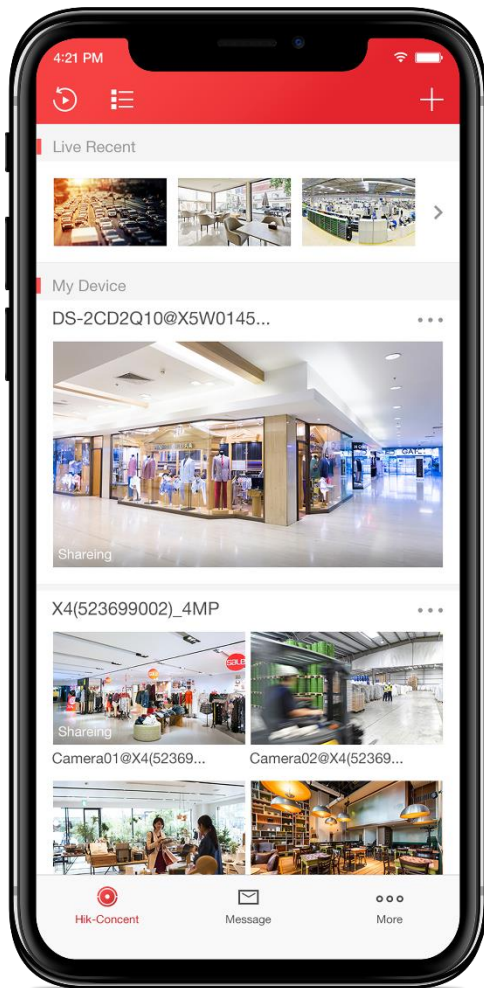 4:21 PM
Live Recent
My Device
DS-2CD2Q10@X5W0145...
Shareing
X4(523699002)_4MP
SALE
Shareing
Camera01@X4(52369...
Camera02@X4(52369...
Hik-Concent
Message
More